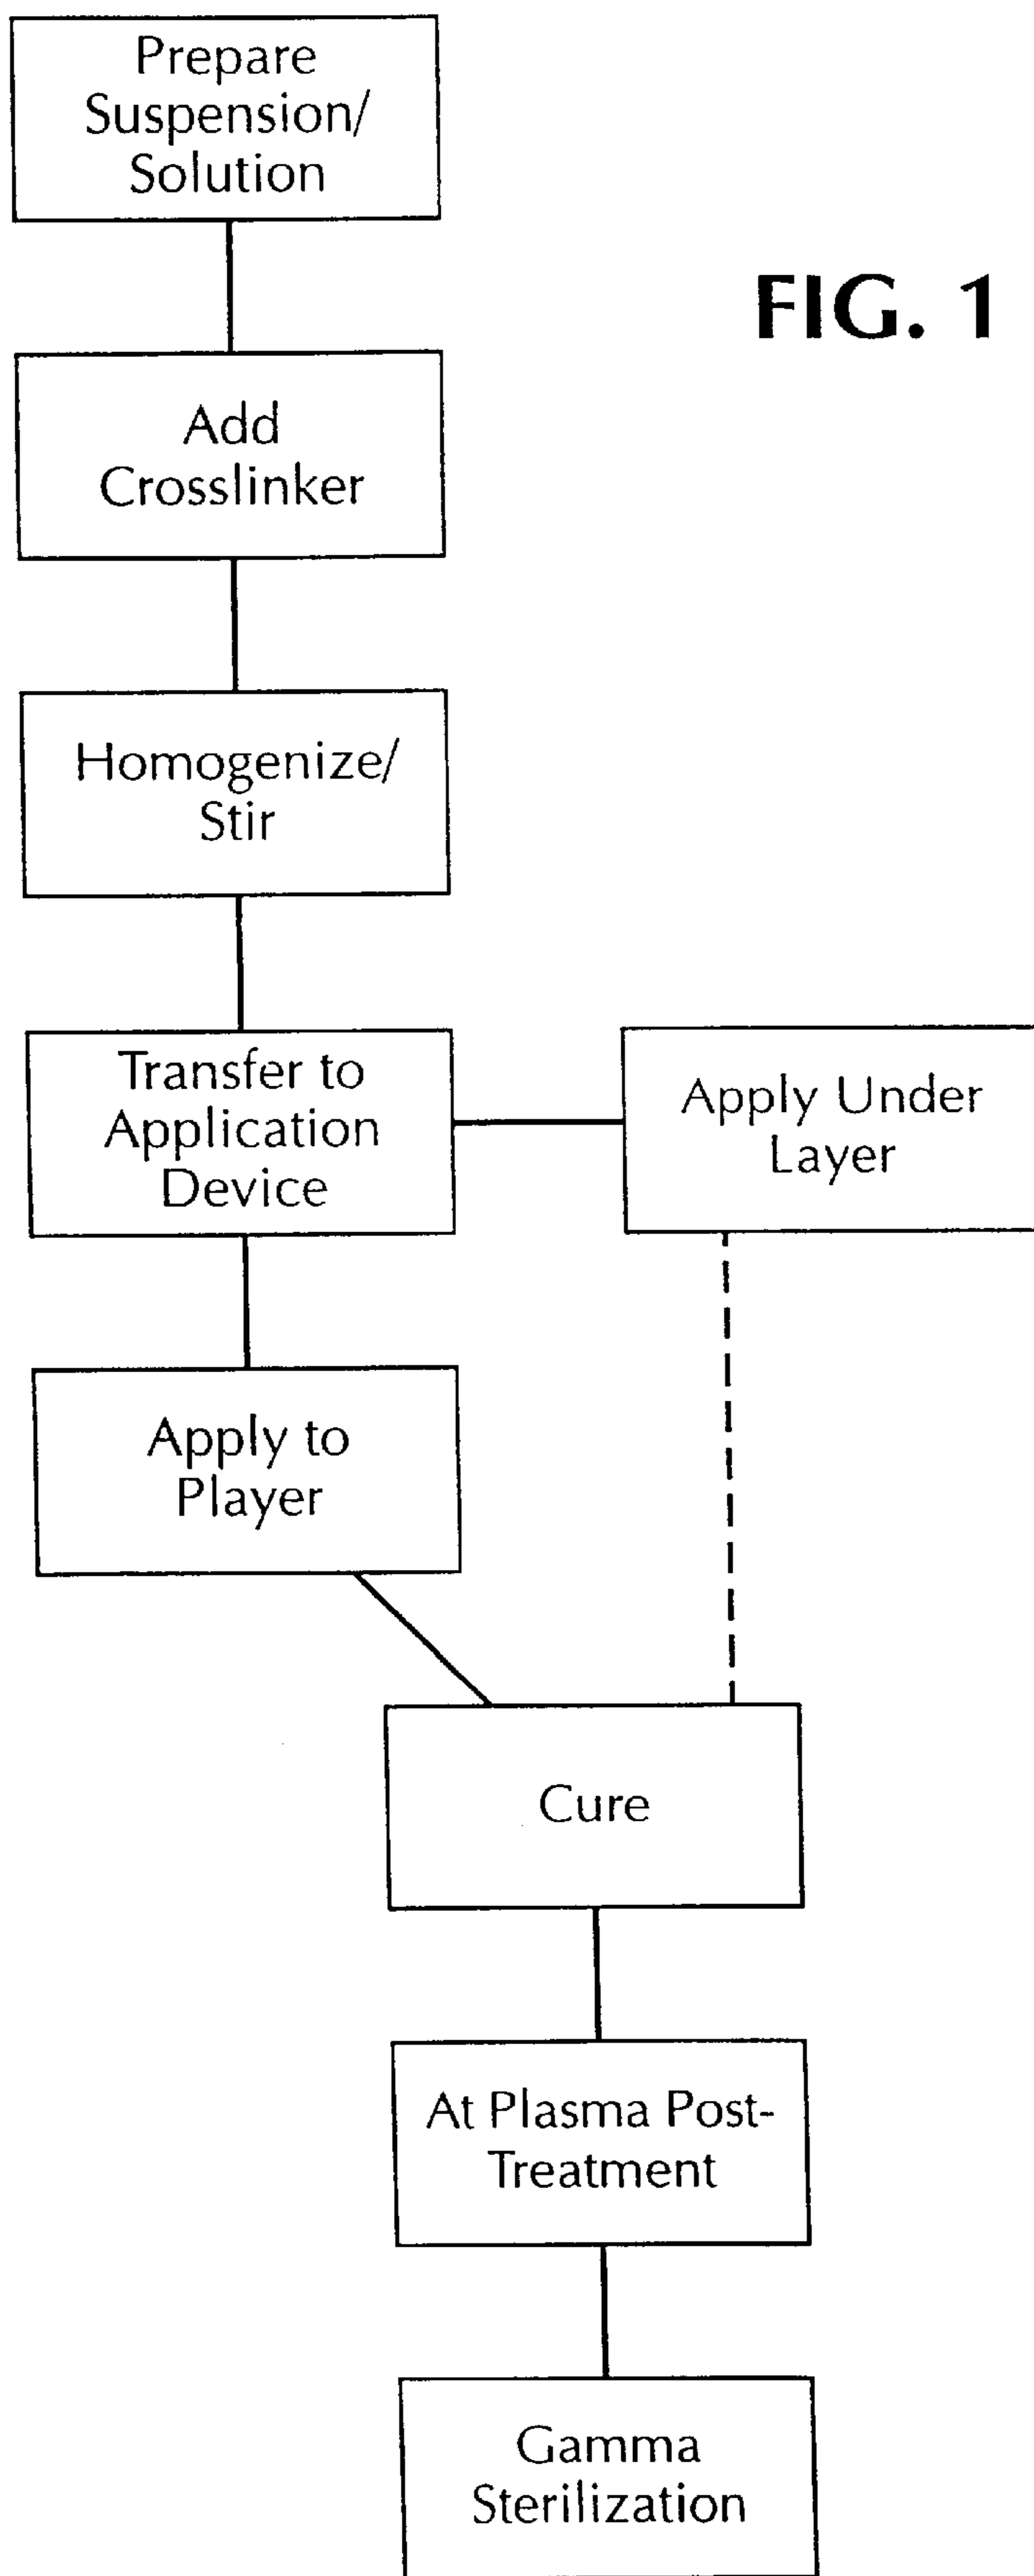 Prepare
Suspension/
Solution
FIG. 1
Add
Crosslinker
Homogenize/
Stir
Transfer to
Application
Device
Apply Under
Layer
Apply to
Player
Cure
At Plasma Post-
Treatment
Gamma
Sterilization